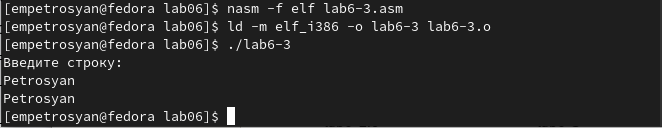 [empetrosyan@fedora lab06]$ nasm -f elf lab6-3.asm
[empetrosyan@fedora lab06]$ ld -m elf_i386 -o lab6-3 lab6-3.o
[empetrosyan@fedora lab06]$ ./lab6-3
Введите строку:
Petrosyan
Petrosyan
[empetrosyan@fedora lab06]$